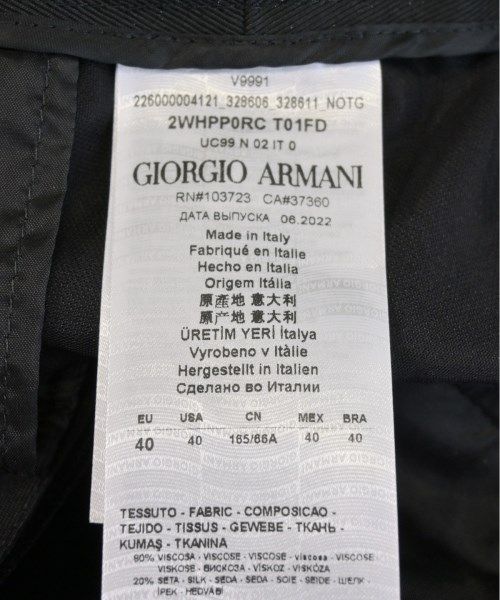 V9991
226000004121_328606_328611_NOTG
2WHPP0RC T01FD
UC99 N 02 IT 0
GIORGIO ARMANI
RN#103723 CA#37360
ДАТА ВЫПУСКА 06.2022
Made in Italy
Fabriqué en Italie
Hecho en Italia
Origem Itália
原產地 意大利
原产地 意大利
ÜRETİM YERİ İtalya
Vyrobeno v Itàlie
Hergestellt in Italien
Сделано во Италии
EU USA CN MEX BRA
40 40 165/66A 40 40
TESSUTO - FABRIC - COMPOSICAO -
TEJIDO - TISSUS - GEWEBE - ТКАНЬ -
KUMAŞ - TKANINA
80% VISCOSA - VISCOSE - VISCOSE - viscosa - VISCOSE -
VISKOSE - ВИСКОЗА - VİSKOZ - VISKÓZA
20% SETA - SILK - SEDA - SEDA - SOIE - SEIDE - ШЕЛК -
İPEK - HEDVÁBÍ